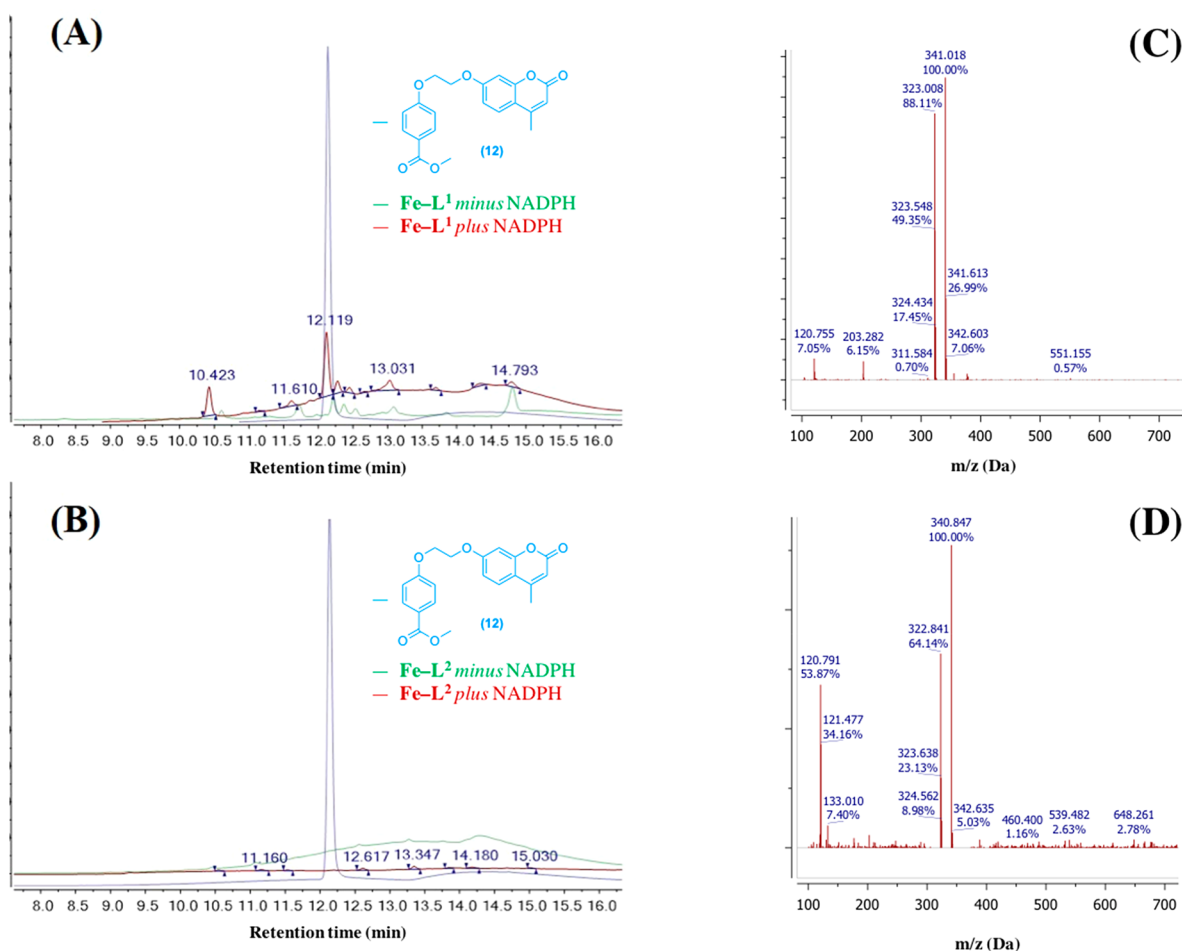 (A)
O
O
O
O
O
O
(12)
— Fe–L¹ minus NADPH
— Fe–L¹ plus NADPH
12.119
10.423
11.610
13.031
14.793
8.0 8.5 9.0 9.5 10.0 10.5 11.0 11.5 12.0 12.5 13.0 13.5 14.0 14.5 15.0 15.5 16.0
Retention time (min)
(C)
341.018
100.00%
323.008
88.11%
323.548
49.35%
341.613
26.99%
324.434
17.45%
120.755
7.05%
203.282
6.15%
311.584
0.70%
342.603
7.06%
551.155
0.57%
100 200 300 400 500 600 700
m/z (Da)
(B)
O
O
O
O
O
O
(12)
— Fe–L² minus NADPH
— Fe–L² plus NADPH
11.160
12.617
13.347
14.180
15.030
8.0 8.5 9.0 9.5 10.0 10.5 11.0 11.5 12.0 12.5 13.0 13.5 14.0 14.5 15.0 15.5 16.0
Retention time (min)
(D)
340.847
100.00%
322.841
64.14%
120.791
53.87%
121.477
34.16%
323.638
23.13%
133.010
7.40%
324.562
8.98%
342.635
5.03%
460.400
1.16%
539.482
2.63%
648.261
2.78%
100 200 300 400 500 600 700
m/z (Da)